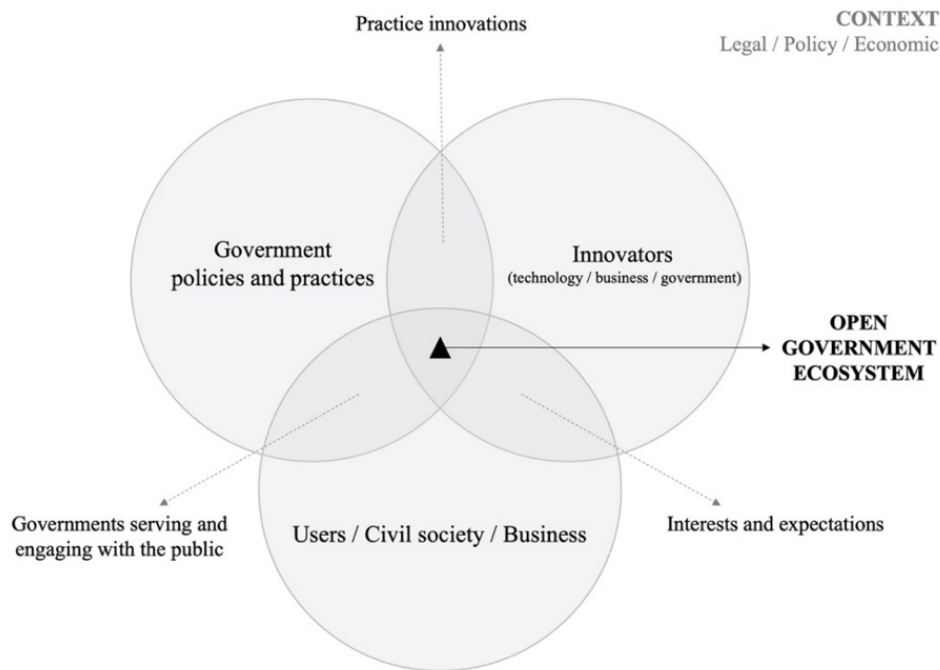 Practice innovations
CONTEXT
Legal / Policy / Economic
Government
policies and practices
Innovators
(technology / business / government)
OPEN
GOVERNMENT
ECOSYSTEM
Governments serving and
engaging with the public
Users / Civil society / Business
Interests and expectations